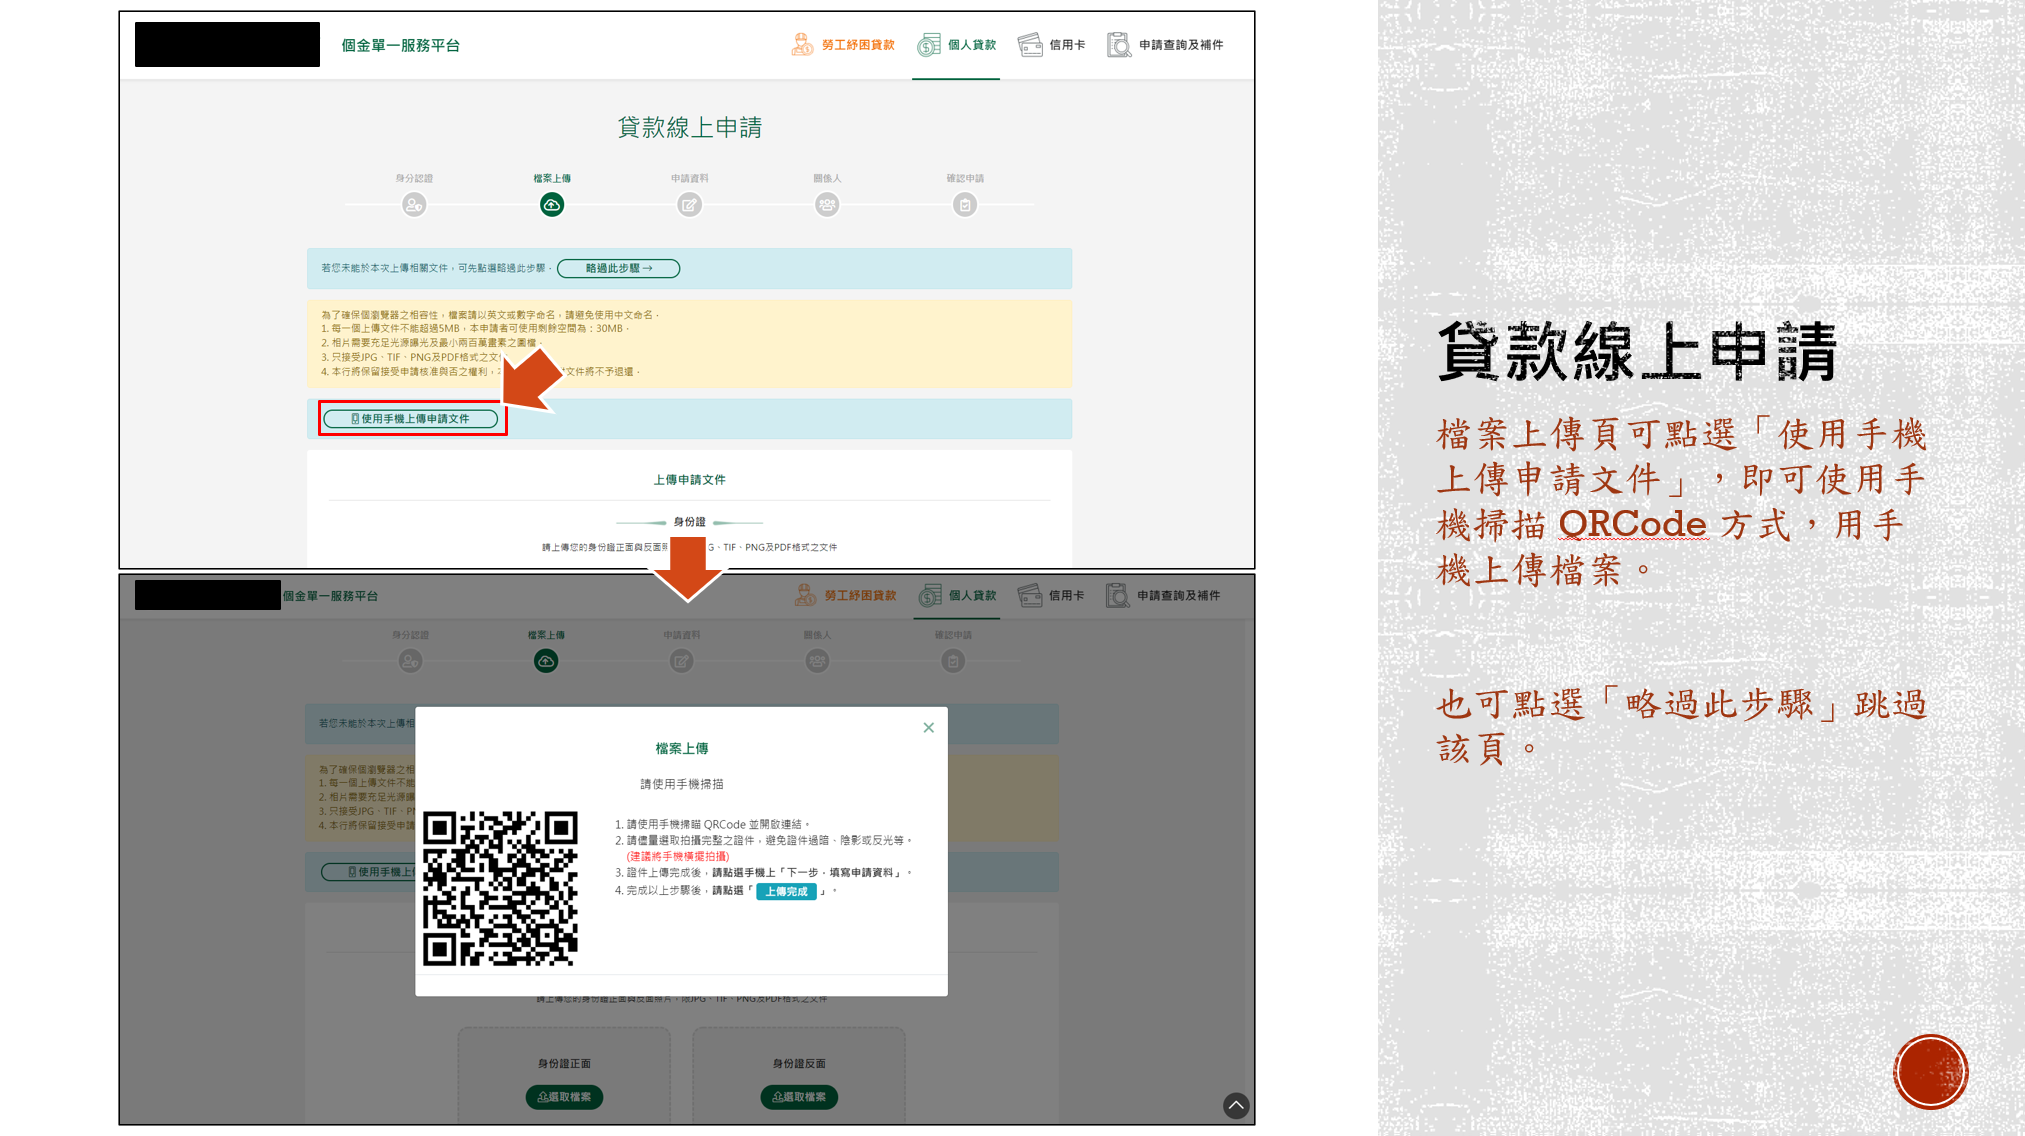 個金單一服務平台
勞工紓困貸款
個人貸款
信用卡
申請查詢及補件
貸款線上申請
身分認證
檔案上傳
申請資料
關係人
確認申請
若您未能於本次上傳相關文件，可先點選略過此步驟。
略過此步驟→
為了確保個瀏覽器之相容性，檔案請以英文或數字命名，請避免使用中文命名。
1. 每一個上傳文件不能超過5MB，本申請者可使用剩餘空間為：30MB。
2. 相片需要充足光源曝光及最小兩百萬畫素之圖檔。
3. 只接受JPG、TIF、PNG及PDF格式之文
4. 本行將保留接受申請核准與否之權利，
文件將不予退還。
使用手機上傳申請文件
上傳申請文件
身份證
請上傳您的身份證正面與反面
G、TIF、PNG及PDF格式之文件
個金單一服務平台
勞工紓困貸款
個人貸款
信用卡
申請查詢及補件
身分認證
檔案上傳
申請資料
關係人
確認申請
若您未能於本次上傳相
為了確保個瀏覽器之相
1. 每一個上傳文件不能
2. 相片需要充足光源曝
3. 只接受JPG、TIF、P
4. 本行將保留接受申請
使用手機上
檔案上傳
請使用手機掃描
1. 請使用手機掃瞄 QRCode 並開啟連結。
2. 請儘量選取拍攝完整之證件，避免證件過暗、陰影或反光等。
(建議將手機橫擺拍攝)
3. 證件上傳完成後，請點選手機上「下一步，填寫申請資料」。
4. 完成以上步驟後，請點選「 上傳完成 」。
請上傳您的身份證正面與反面照片，限JPG、TIF、PNG及PDF格式之文件
身份證正面
身份證反面
選取檔案
選取檔案
貸款線上申請
檔案上傳頁可點選「使用手機
上傳申請文件」，即可使用手
機掃描 QRCode 方式，用手
機上傳檔案。
也可點選「略過此步驟」跳過
該頁。